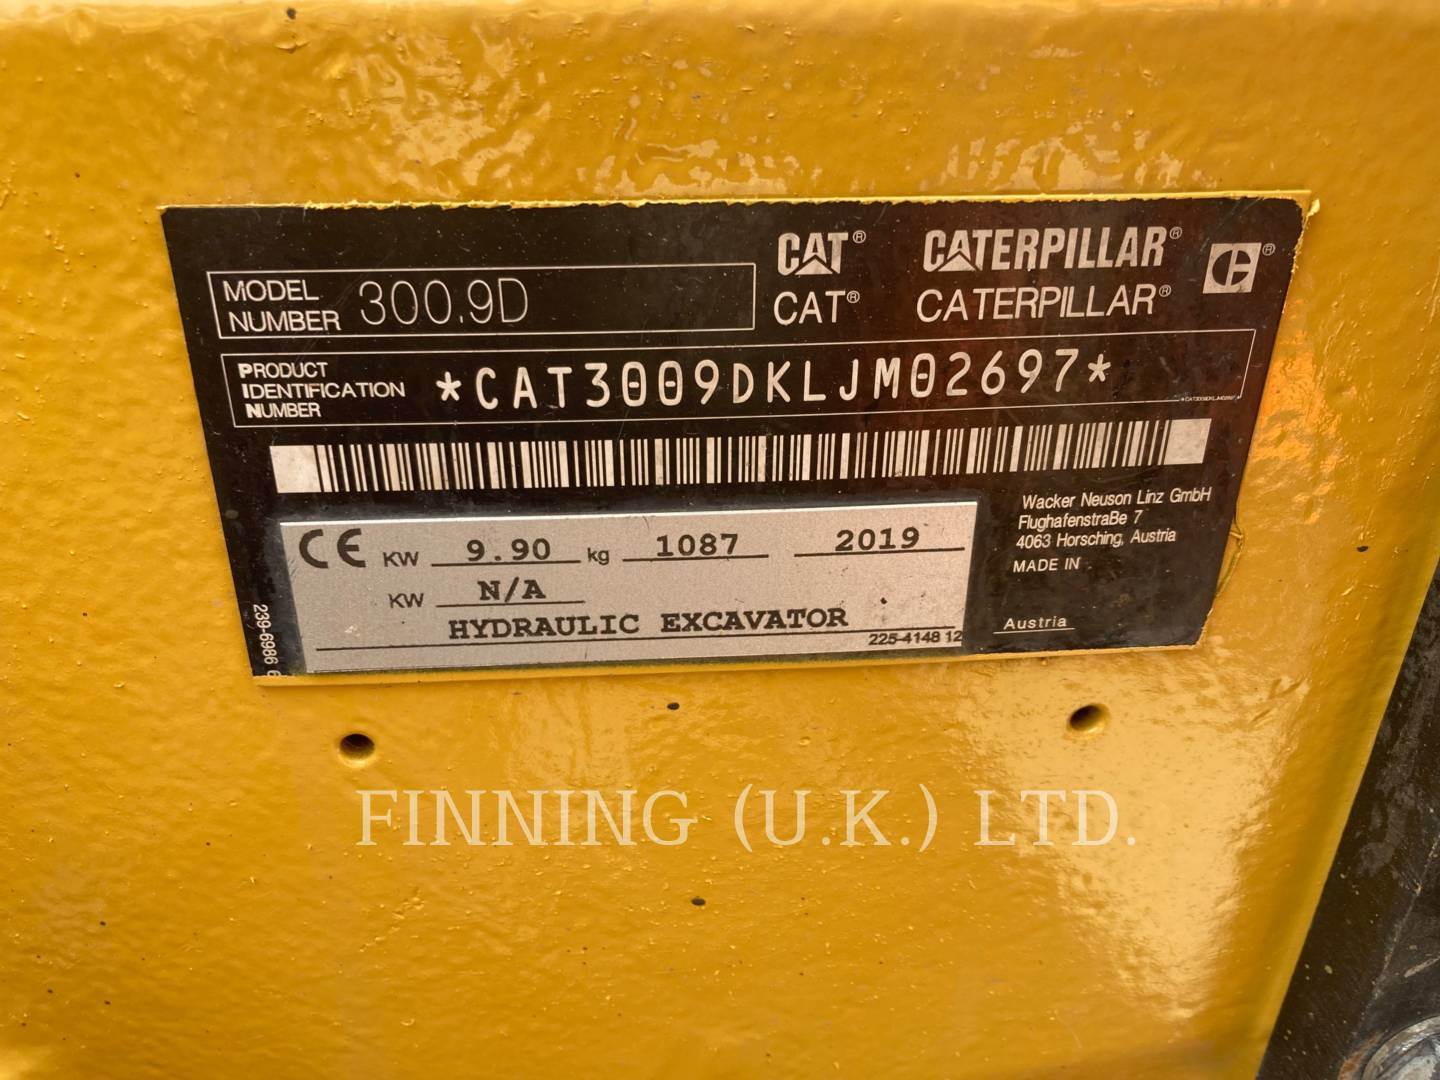 CAT® CATERPILLAR® ®
CAT® CATERPILLAR®
MODEL
NUMBER
300.9D
PRODUCT
IDENTIFICATION
NUMBER
*CAT3009DKLJM02697*
*CAT3009DKLJM02697*
Wacker Neuson Linz GmbH
Flughafenstraße 7
4063 Horsching, Austria
MADE IN
Austria
CE KW 9.90 kg 1087 2019
KW N/A
HYDRAULIC EXCAVATOR
225-4148 12
239-6986 6
FINNING (U.K.) LTD.